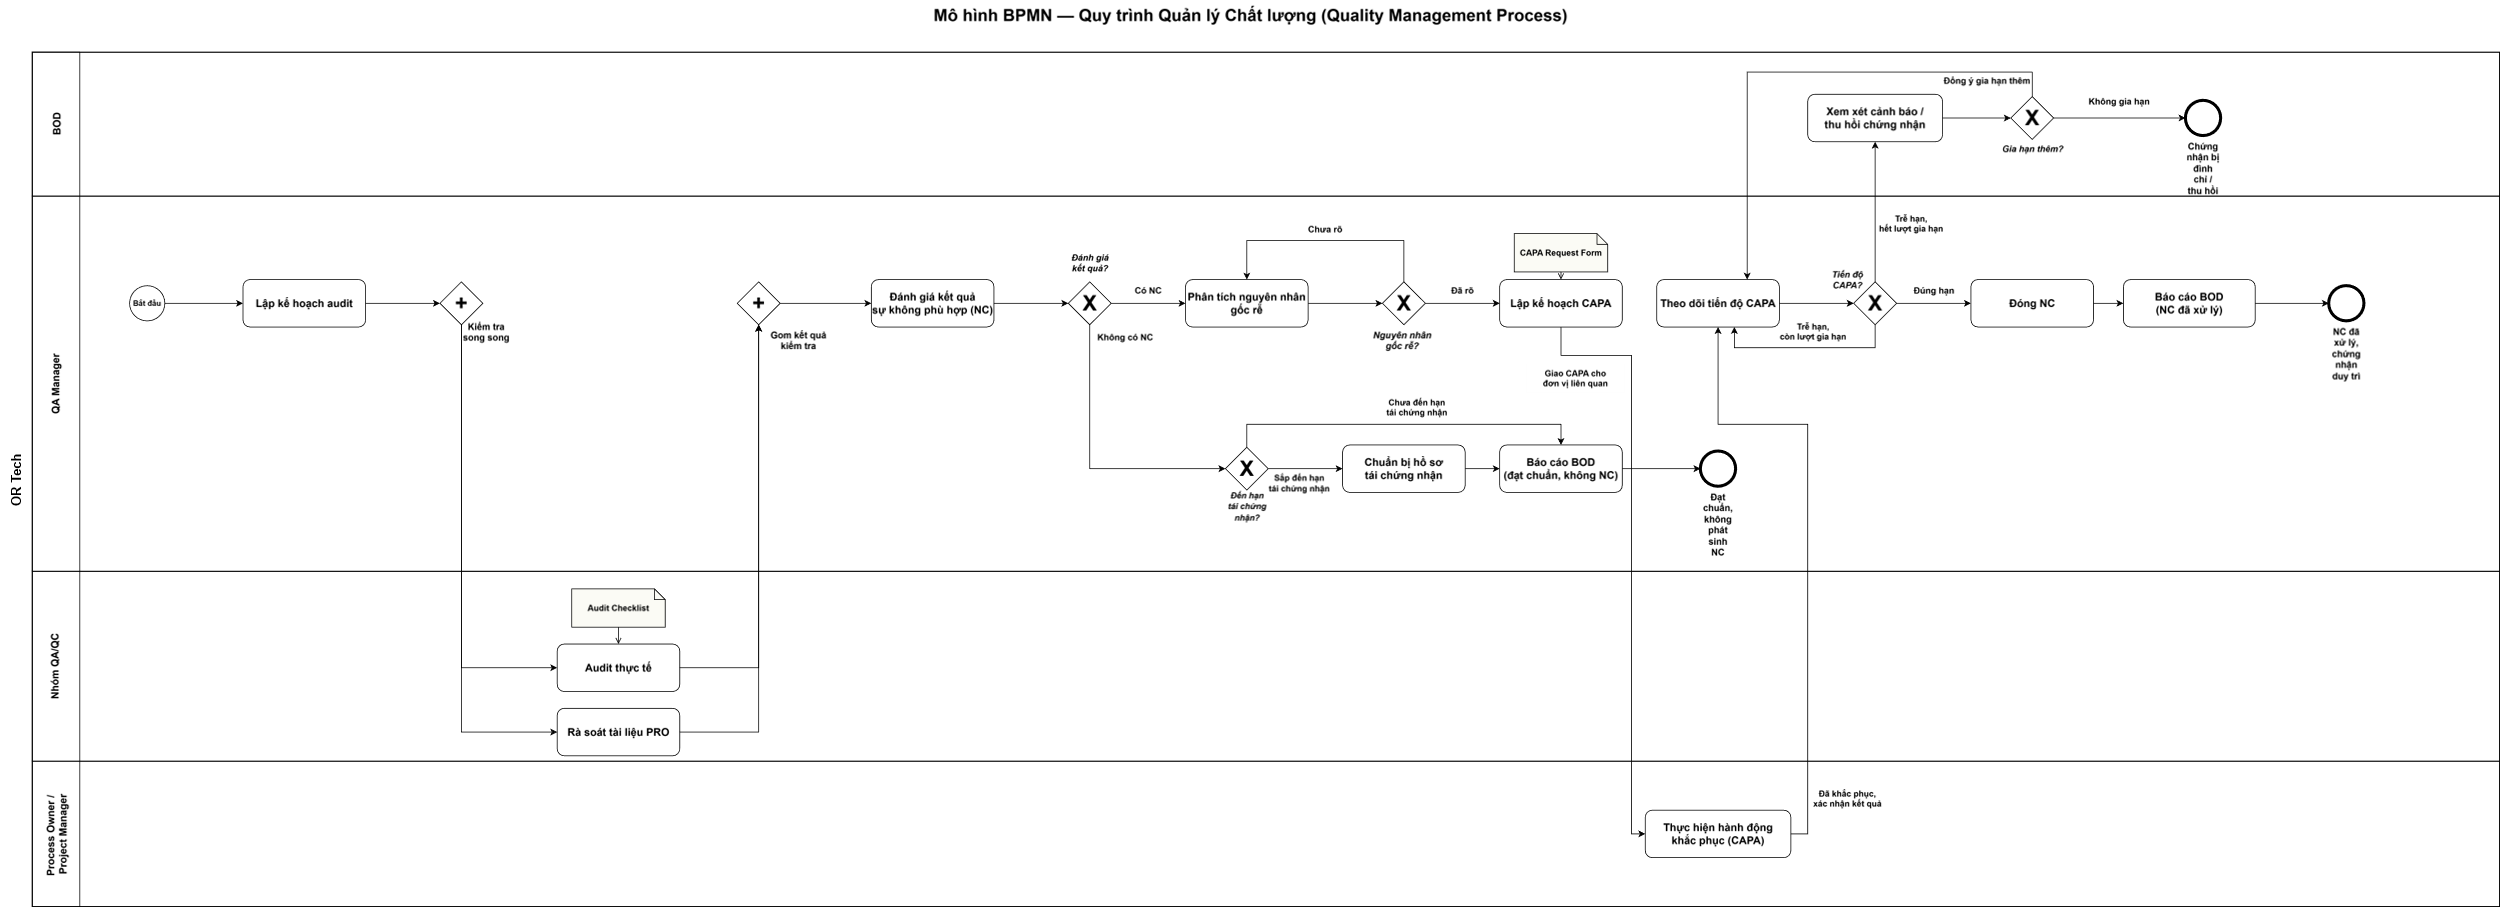 Mô hình BPMN — Quy trình Quản lý Chất lượng (Quality Management Process)
OR Tech
BOD
Xem xét cảnh báo /
thu hồi chứng nhận
Đồng ý gia hạn thêm
X
Gia hạn thêm?
Không gia hạn
Chứng
nhận bị
đình
chỉ /
thu hồi
QA Manager
Bắt đầu
Lập kế hoạch audit
+
Kiểm tra
song song
+
Gom kết quả
kiểm tra
Đánh giá kết quả
sự không phù hợp (NC)
Đánh giá
kết quả?
X
Có NC
Không có NC
Phân tích nguyên nhân
gốc rễ
Chưa rõ
X
Nguyên nhân
gốc rễ?
Đã rõ
CAPA Request Form
Lập kế hoạch CAPA
Giao CAPA cho
đơn vị liên quan
Theo dõi tiến độ CAPA
Tiến độ
CAPA?
X
Trễ hạn,
hết lượt gia hạn
Trễ hạn,
còn lượt gia hạn
Đúng hạn
Đóng NC
Báo cáo BOD
(NC đã xử lý)
NC đã
xử lý,
chứng
nhận
duy trì
Chưa đến hạn
tái chứng nhận
X
Đến hạn
tái chứng
nhận?
Sắp đến hạn
tái chứng nhận
Chuẩn bị hồ sơ
tái chứng nhận
Báo cáo BOD
(đạt chuẩn, không NC)
Đạt
chuẩn,
không
phát
sinh
NC
Nhóm QA/QC
Audit Checklist
Audit thực tế
Rà soát tài liệu PRO
Process Owner /
Project Manager
Đã khắc phục,
xác nhận kết quả
Thực hiện hành động
khắc phục (CAPA)